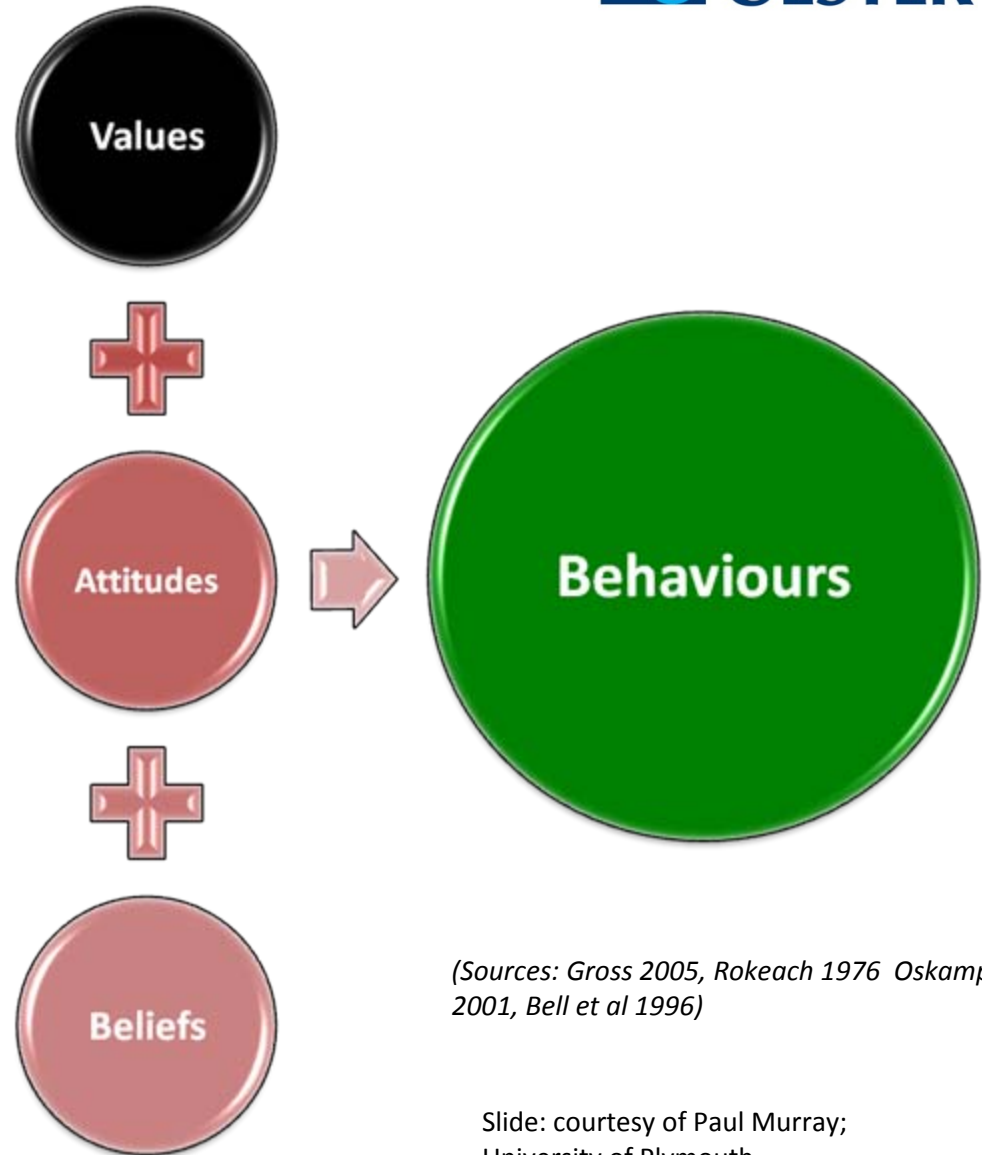 Values
Attitudes
Behaviours
Beliefs
(Sources: Gross 2005, Rokeach 1976  Oskamp
2001, Bell et al 1996)
Slide: courtesy of Paul Murray;
University of Plymouth